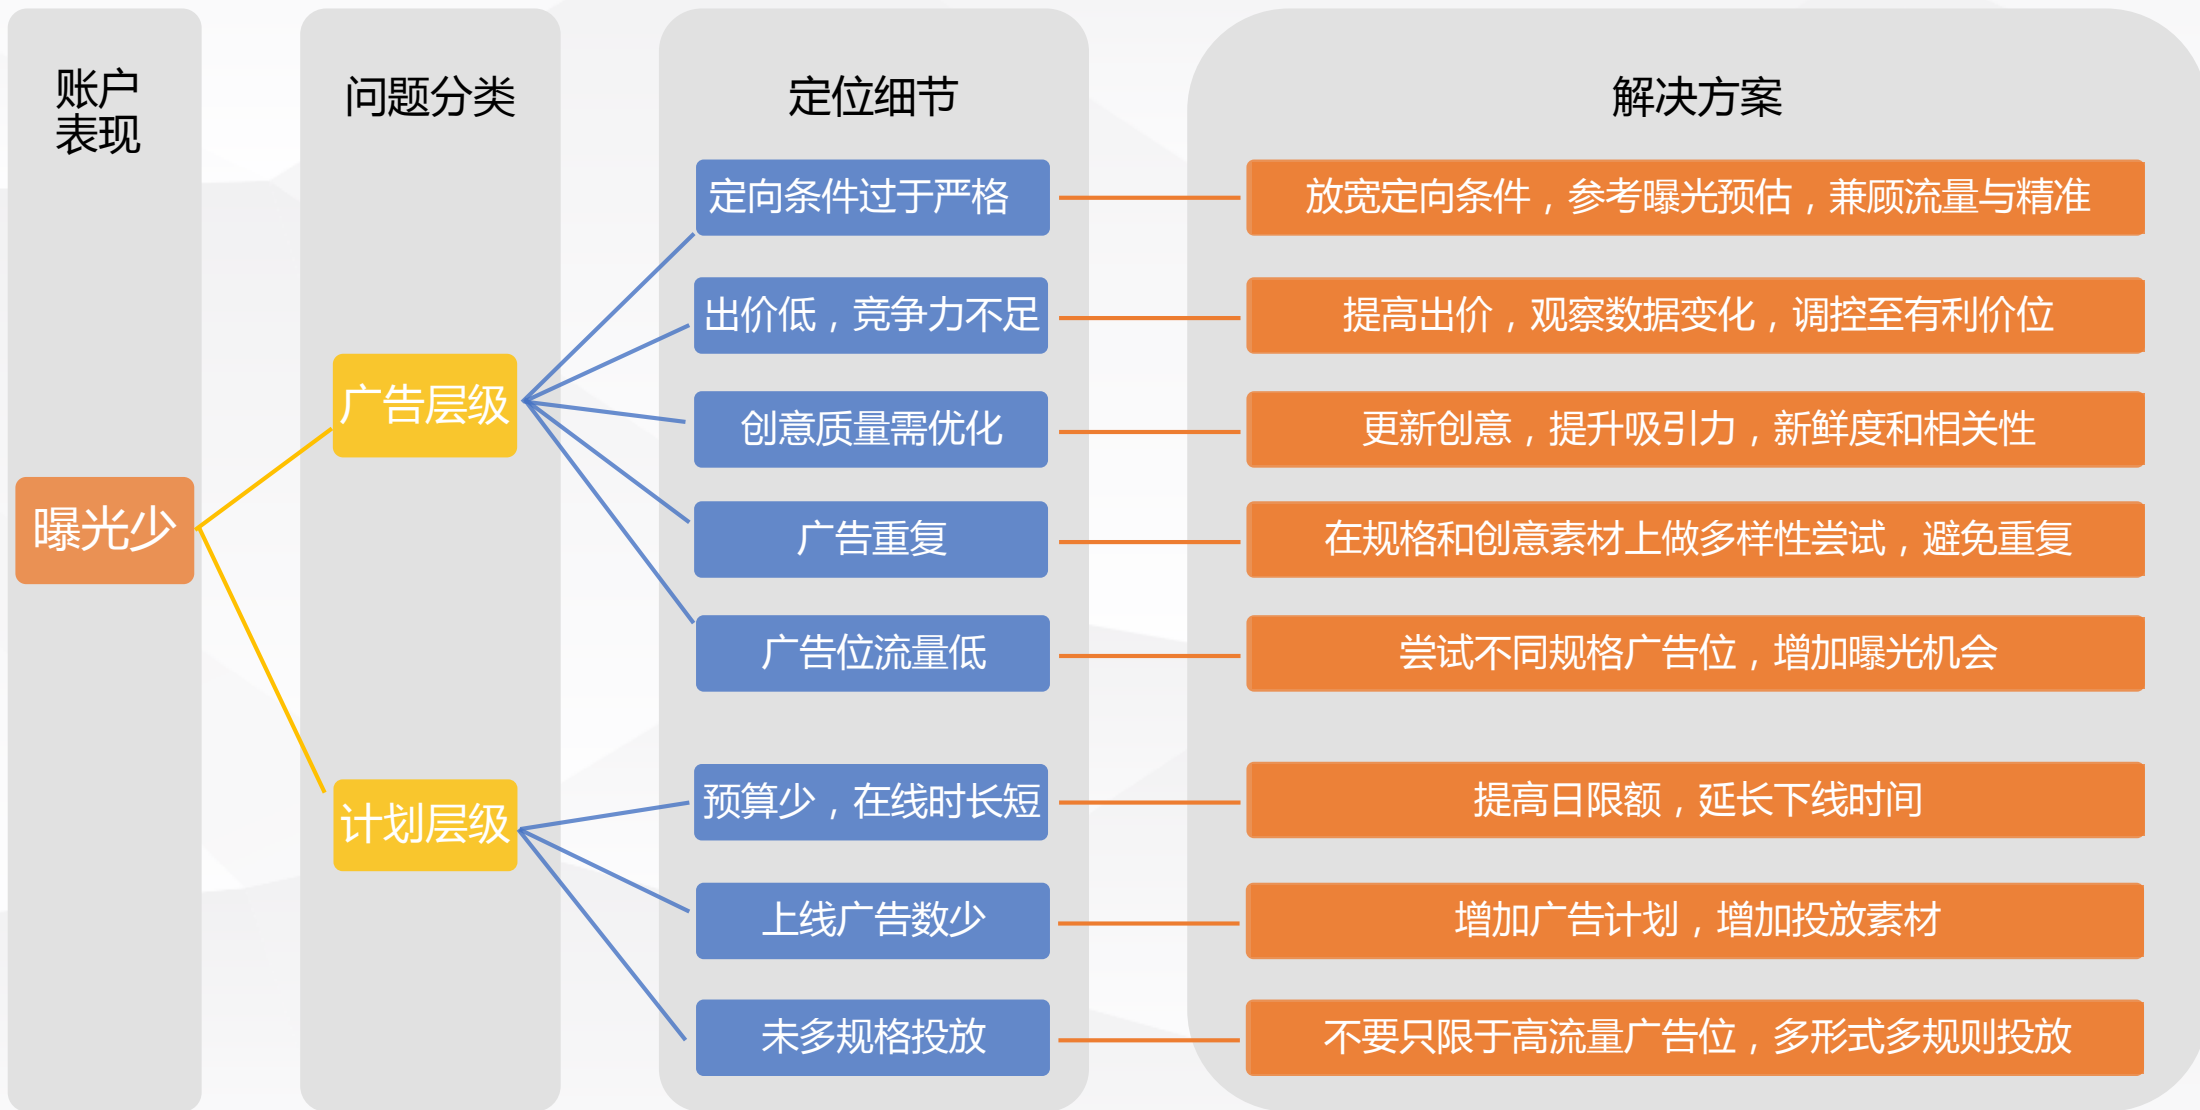 账户
表现
问题分类
定位细节
解决方案
曝光少
广告层级
定向条件过于严格
放宽定向条件，参考曝光预估，兼顾流量与精准
出价低，竞争力不足
提高出价，观察数据变化，调控至有利价位
创意质量需优化
更新创意，提升吸引力，新鲜度和相关性
广告重复
在规格和创意素材上做多样性尝试，避免重复
广告位流量低
尝试不同规格广告位，增加曝光机会
计划层级
预算少，在线时长短
提高日限额，延长下线时间
上线广告数少
增加广告计划，增加投放素材
未多规格投放
不要只限于高流量广告位，多形式多规则投放